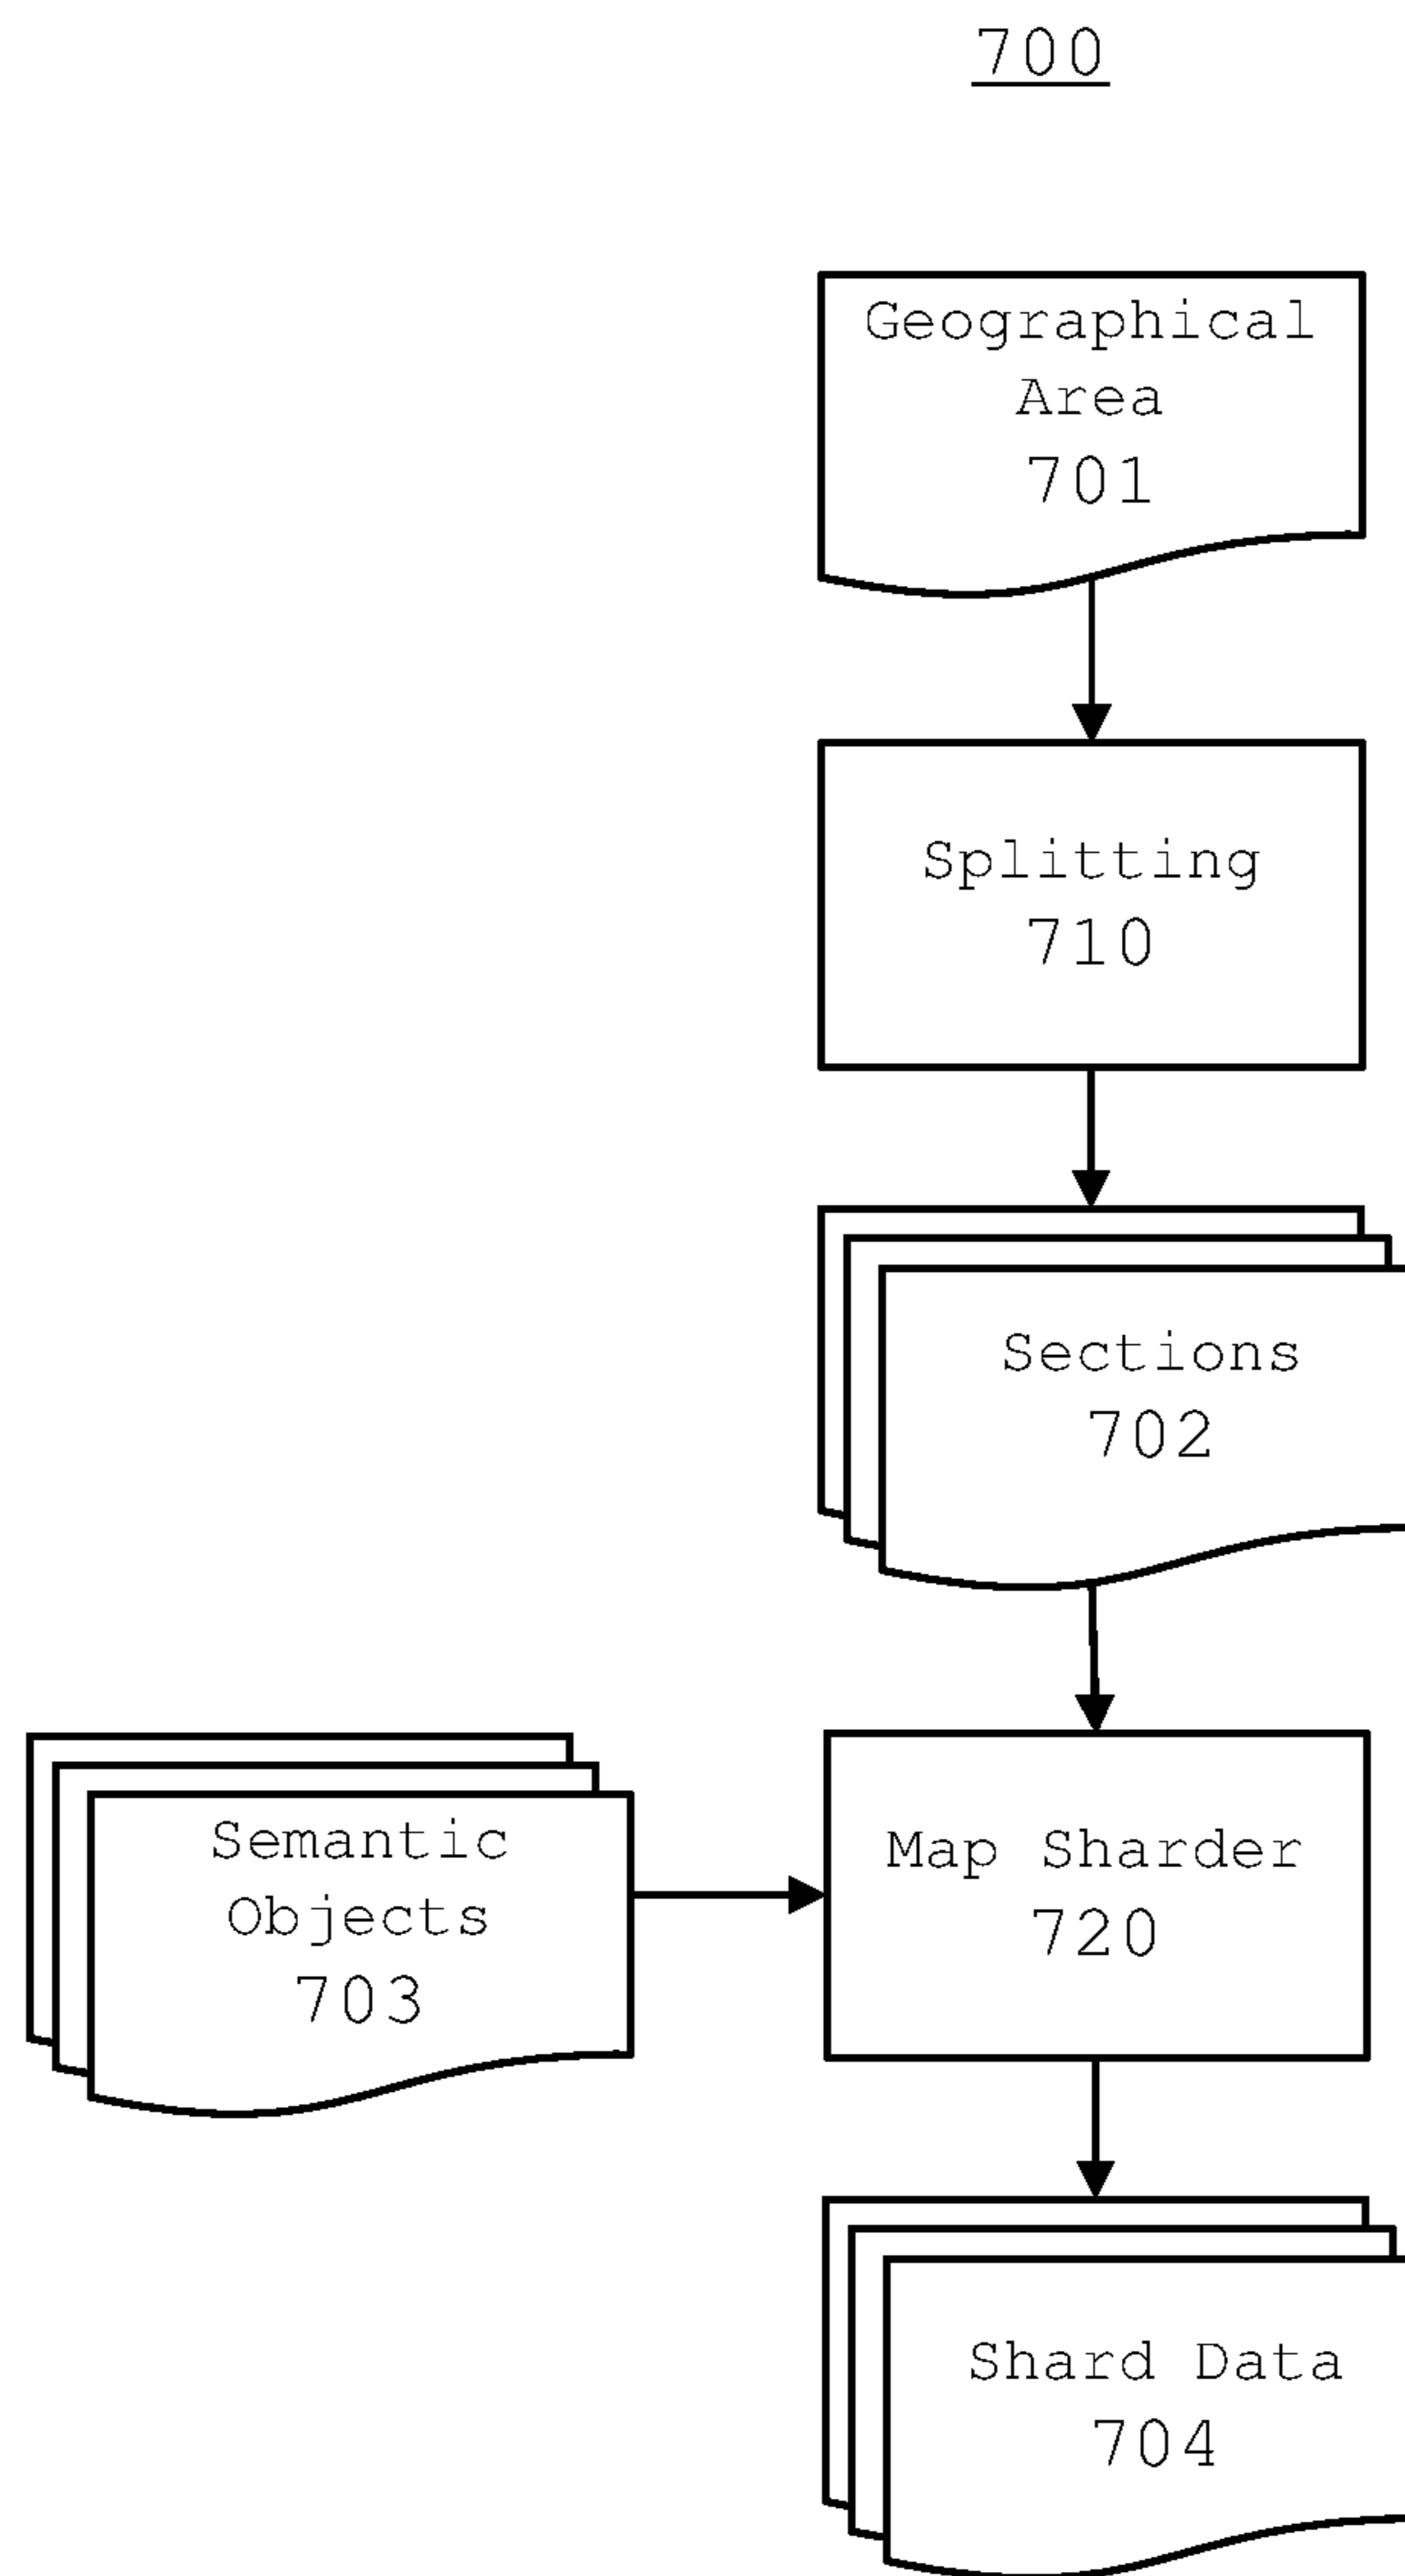 700
Geographical
Area
701
Splitting
710
Sections
702
Semantic
Objects
703
Map Sharder
720
Shard Data
704